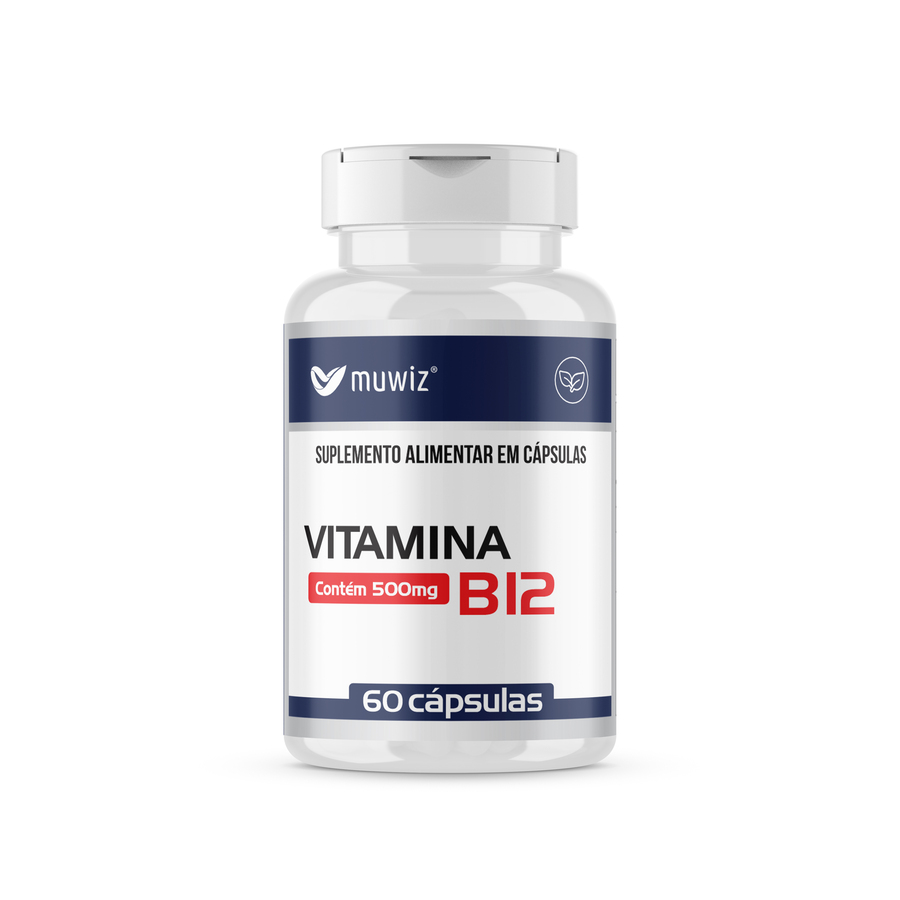 muwiz®
SUPLEMENTO ALIMENTAR EM CÁPSULAS
VITAMINA
Contém 500mg B12
60 cápsulas